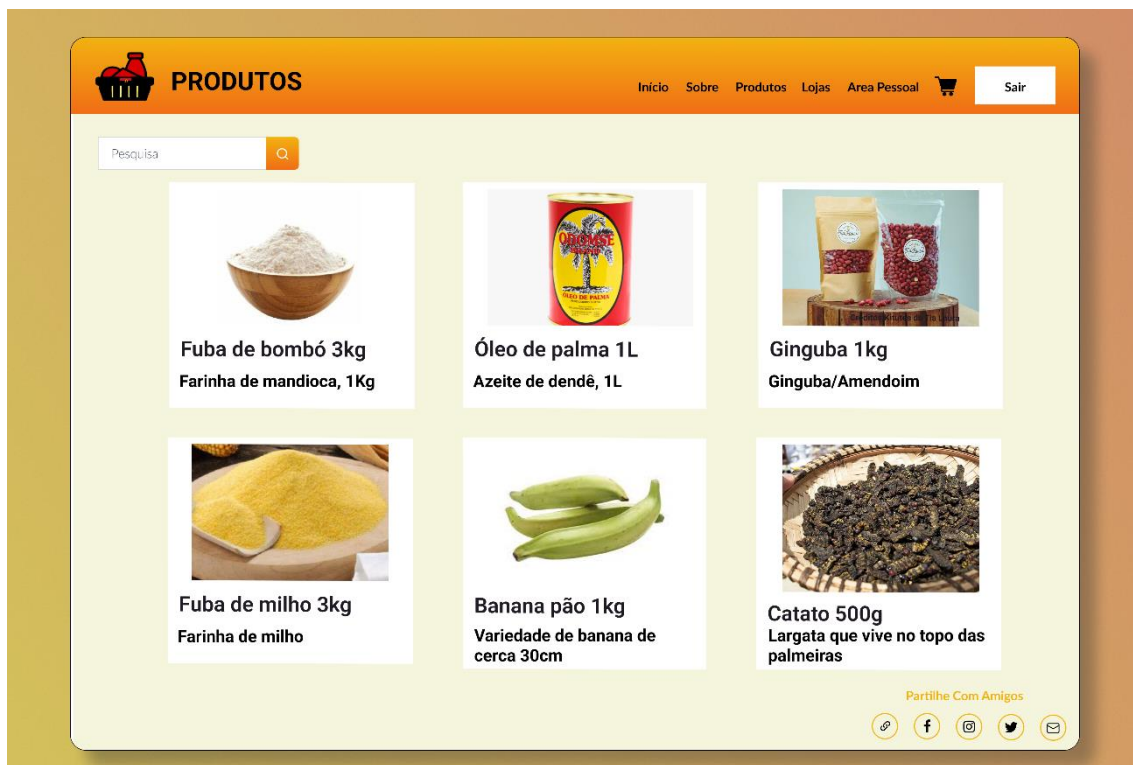 PRODUTOS
Início Sobre Produtos Lojas Area Pessoal Sair
Pesquisa
Fuba de bombó 3kg
Farinha de mandioca, 1Kg
ÓLEO DE PALMA
Óleo de palma 1L
Azeite de dendê, 1L
Ginguba 1kg
Ginguba/Amendoim
Fuba de milho 3kg
Farinha de milho
Banana pão 1kg
Variedade de banana de
cerca 30cm
Catato 500g
Largata que vive no topo das
palmeiras
Partilhe Com Amigos